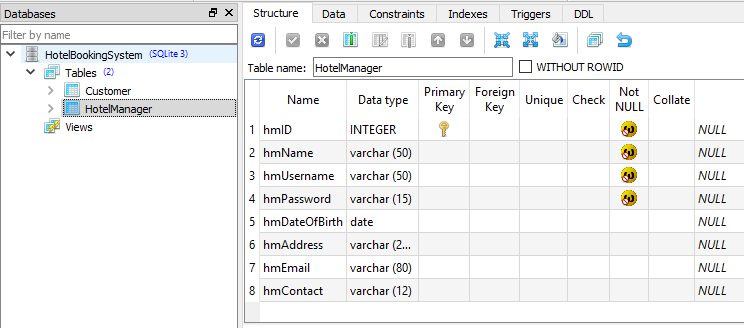 Databases
Filter by name
HotelBookingSystem (SQLite 3)
Tables (2)
Customer
HotelManager
Views
Structure Data Constraints Indexes Triggers DDL
Table name: HotelManager WITHOUT ROWID
Name Data type Primary Key Foreign Key Unique Check Not NULL Collate
1 hmID INTEGER NULL
2 hmName varchar (50) NULL
3 hmUsername varchar (50) NULL
4 hmPassword varchar (15) NULL
5 hmDateOfBirth date NULL
6 hmAddress varchar (2... NULL
7 hmEmail varchar (80) NULL
8 hmContact varchar (12) NULL